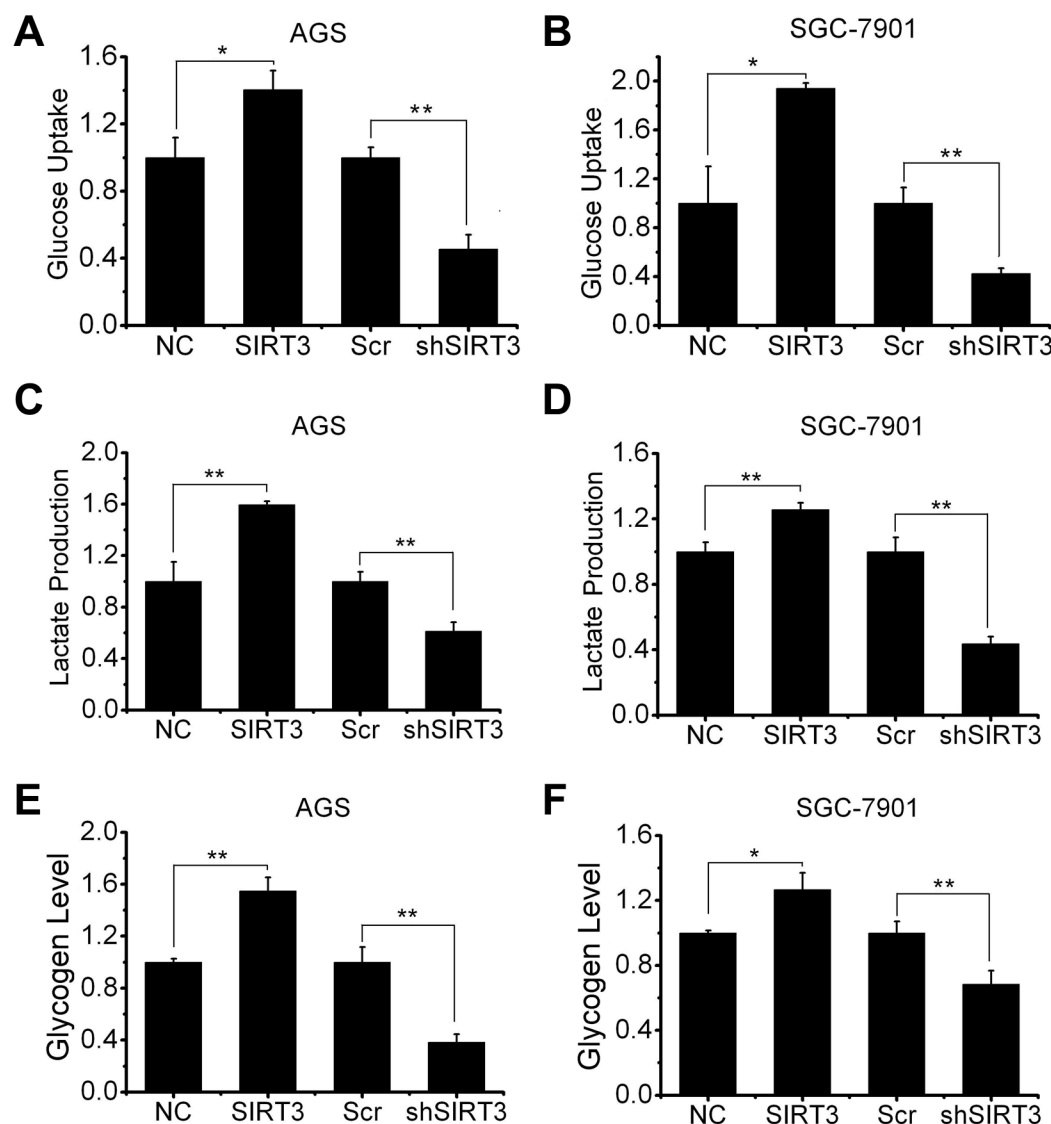 A
AGS
Glucose Uptake
1.6
1.2
0.8
0.4
0.0
*
**
NC SIRT3 Scr shSIRT3
B
SGC-7901
Glucose Uptake
2.0
1.6
1.2
0.8
0.4
0.0
*
**
NC SIRT3 Scr shSIRT3
C
AGS
Lactate Production
2.0
1.6
1.2
0.8
0.4
0.0
**
**
NC SIRT3 Scr shSIRT3
D
SGC-7901
Lactate Production
1.6
1.2
0.8
0.4
0.0
**
**
NC SIRT3 Scr shSIRT3
E
AGS
Glycogen Level
2.0
1.6
1.2
0.8
0.4
0.0
**
**
NC SIRT3 Scr shSIRT3
F
SGC-7901
Glycogen Level
1.6
1.2
0.8
0.4
0.0
*
**
NC SIRT3 Scr shSIRT3